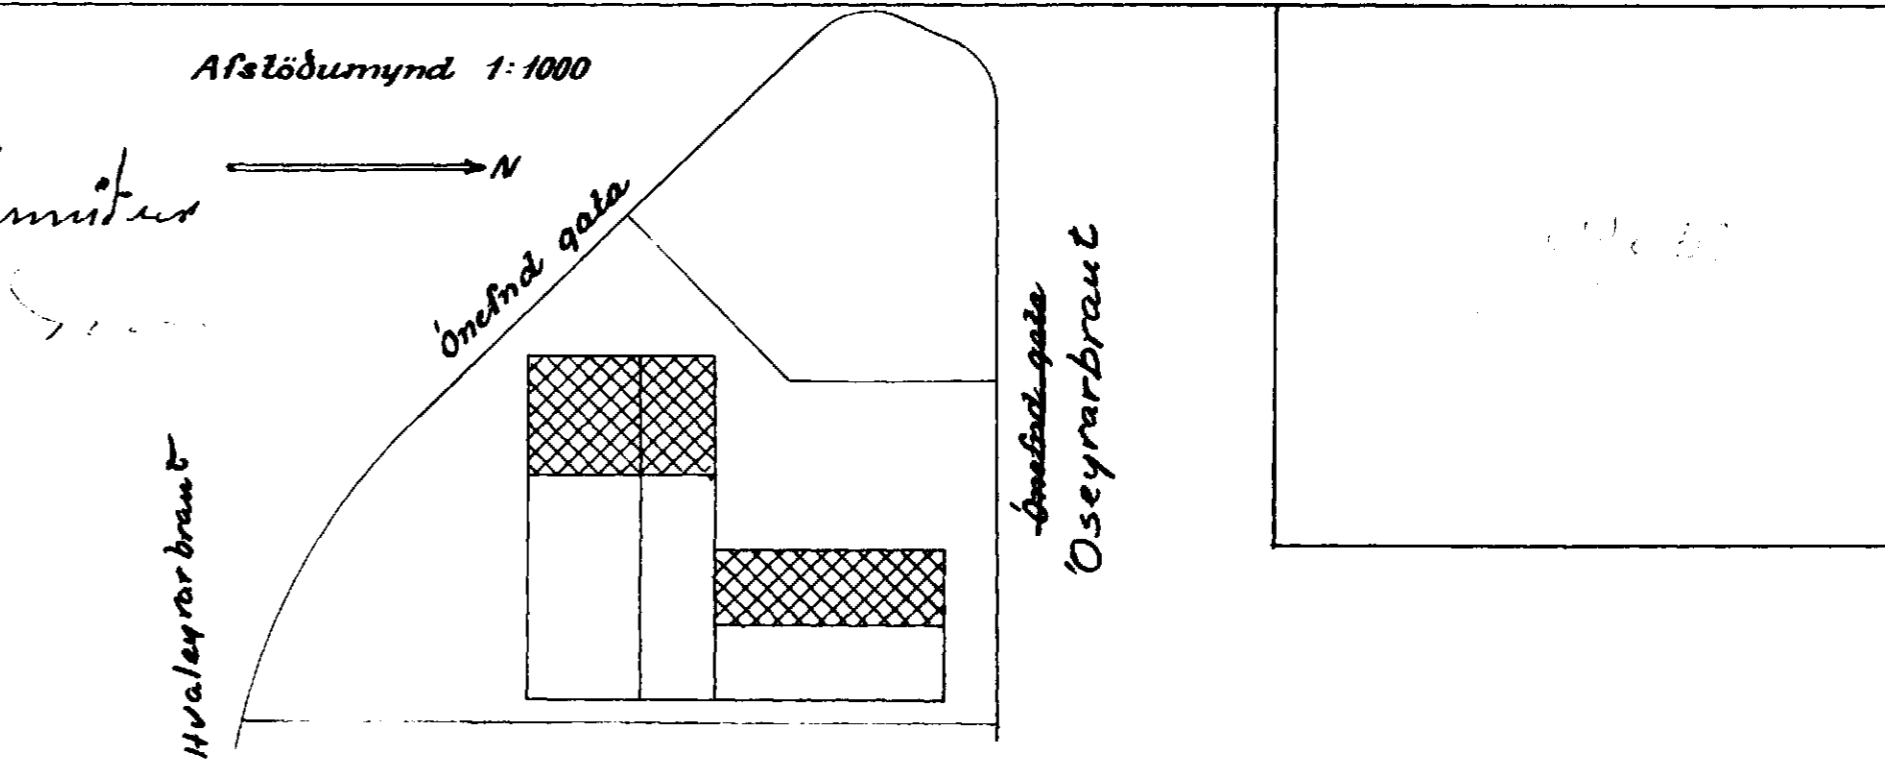 Afstöðumynd 1:1000
N
Ónefnd gata
Hvaleyrarbraut
Ónefnd gata
Óseyrarbraut